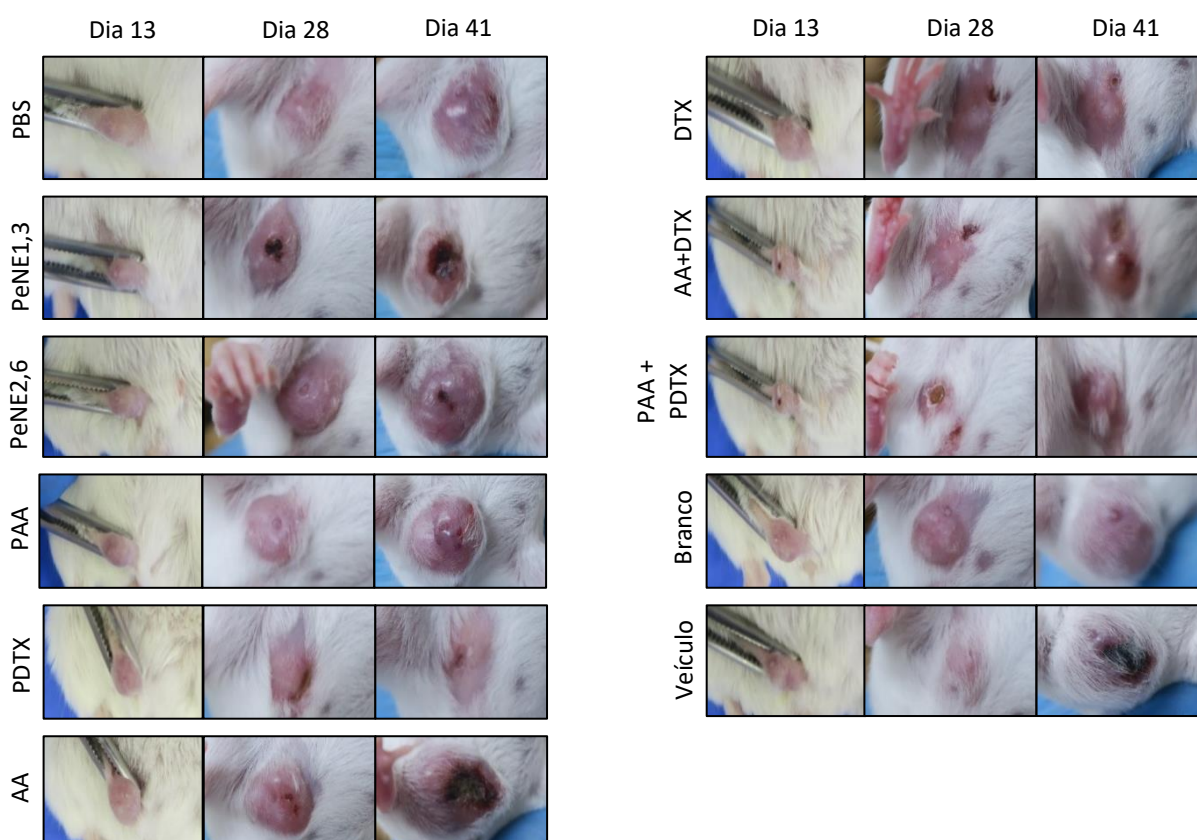 Dia 13 Dia 28 Dia 41
PBS
PeNE1,3
PeNE2,6
PAA
PDTX
AA
Dia 13 Dia 28 Dia 41
DTX
AA+DTX
PAA +
PDTX
Branco
Veículo